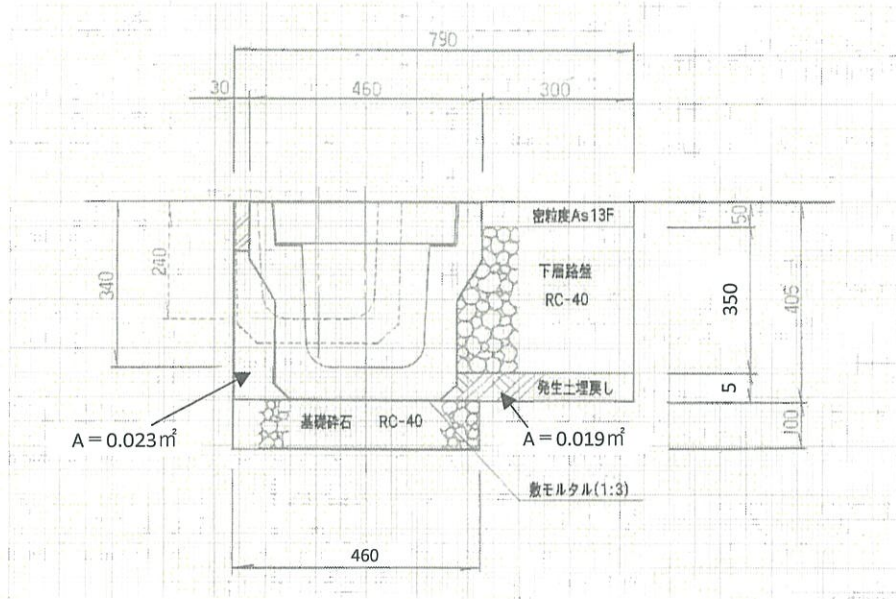 790
30
460
300
密粒度As13F
50
340
240
下層路盤
RC-40
350
405
発生土埋戻し
5
A＝0.023㎡
基礎砕石 RC-40
A＝0.019㎡
100
敷モルタル(1:3)
460